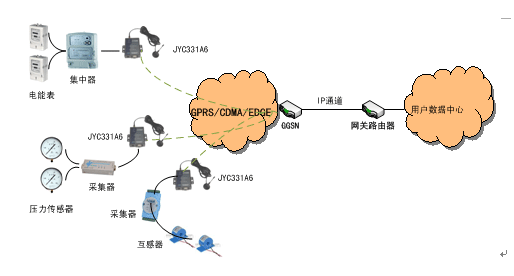 JYC331A6
集中器
电能表
GPRS/CDMA/EDGE
IP通道
用户数据中心
GGSN
网关路由器
JYC331A6
采集器
JYC331A6
压力传感器
采集器
互感器